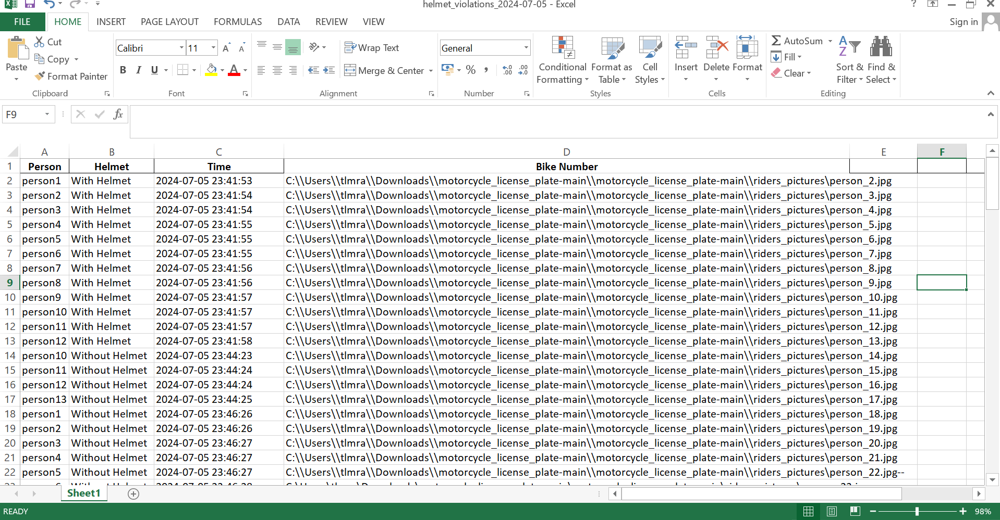 helmet_violations_2024-07-05 - Excel
?
FILE HOME INSERT PAGE LAYOUT FORMULAS DATA REVIEW VIEW Sign in
Paste
Cut
Copy
Format Painter
Clipboard
Calibri 11 A A
B I U A
Font
Wrap Text
Merge & Center
Alignment
General
% , .0 .00 .00 .0
Number
Conditional Formatting
Format as Table
Cell Styles
Styles
Insert
Delete
Format
Cells
AutoSum
Fill
Clear
Sort & Filter
Find & Select
Editing
F9 fx
A B C D E F
1 Person Helmet Time Bike Number
2 person1 With Helmet 2024-07-05 23:41:53 C:\\Users\\tlmra\\Downloads\\motorcycle_license_plate-main\\motorcycle_license_plate-main\\riders_pictures\person_2.jpg
3 person2 With Helmet 2024-07-05 23:41:54 C:\\Users\\tlmra\\Downloads\\motorcycle_license_plate-main\\motorcycle_license_plate-main\\riders_pictures\person_3.jpg
4 person3 With Helmet 2024-07-05 23:41:54 C:\\Users\\tlmra\\Downloads\\motorcycle_license_plate-main\\motorcycle_license_plate-main\\riders_pictures\person_4.jpg
5 person4 With Helmet 2024-07-05 23:41:55 C:\\Users\\tlmra\\Downloads\\motorcycle_license_plate-main\\motorcycle_license_plate-main\\riders_pictures\person_5.jpg
6 person5 With Helmet 2024-07-05 23:41:55 C:\\Users\\tlmra\\Downloads\\motorcycle_license_plate-main\\motorcycle_license_plate-main\\riders_pictures\person_6.jpg
7 person6 With Helmet 2024-07-05 23:41:55 C:\\Users\\tlmra\\Downloads\\motorcycle_license_plate-main\\motorcycle_license_plate-main\\riders_pictures\person_7.jpg
8 person7 With Helmet 2024-07-05 23:41:56 C:\\Users\\tlmra\\Downloads\\motorcycle_license_plate-main\\motorcycle_license_plate-main\\riders_pictures\person_8.jpg
9 person8 With Helmet 2024-07-05 23:41:56 C:\\Users\\tlmra\\Downloads\\motorcycle_license_plate-main\\motorcycle_license_plate-main\\riders_pictures\person_9.jpg
10 person9 With Helmet 2024-07-05 23:41:57 C:\\Users\\tlmra\\Downloads\\motorcycle_license_plate-main\\motorcycle_license_plate-main\\riders_pictures\person_10.jpg
11 person10 With Helmet 2024-07-05 23:41:57 C:\\Users\\tlmra\\Downloads\\motorcycle_license_plate-main\\motorcycle_license_plate-main\\riders_pictures\person_11.jpg
12 person11 With Helmet 2024-07-05 23:41:57 C:\\Users\\tlmra\\Downloads\\motorcycle_license_plate-main\\motorcycle_license_plate-main\\riders_pictures\person_12.jpg
13 person12 With Helmet 2024-07-05 23:41:58 C:\\Users\\tlmra\\Downloads\\motorcycle_license_plate-main\\motorcycle_license_plate-main\\riders_pictures\person_13.jpg
14 person10 Without Helmet 2024-07-05 23:44:23 C:\\Users\\tlmra\\Downloads\\motorcycle_license_plate-main\\motorcycle_license_plate-main\\riders_pictures\person_14.jpg
15 person11 Without Helmet 2024-07-05 23:44:24 C:\\Users\\tlmra\\Downloads\\motorcycle_license_plate-main\\motorcycle_license_plate-main\\riders_pictures\person_15.jpg
16 person12 Without Helmet 2024-07-05 23:44:24 C:\\Users\\tlmra\\Downloads\\motorcycle_license_plate-main\\motorcycle_license_plate-main\\riders_pictures\person_16.jpg
17 person13 Without Helmet 2024-07-05 23:44:25 C:\\Users\\tlmra\\Downloads\\motorcycle_license_plate-main\\motorcycle_license_plate-main\\riders_pictures\person_17.jpg
18 person1 Without Helmet 2024-07-05 23:46:26 C:\\Users\\tlmra\\Downloads\\motorcycle_license_plate-main\\motorcycle_license_plate-main\\riders_pictures\person_18.jpg
19 person2 Without Helmet 2024-07-05 23:46:26 C:\\Users\\tlmra\\Downloads\\motorcycle_license_plate-main\\motorcycle_license_plate-main\\riders_pictures\person_19.jpg
20 person3 Without Helmet 2024-07-05 23:46:27 C:\\Users\\tlmra\\Downloads\\motorcycle_license_plate-main\\motorcycle_license_plate-main\\riders_pictures\person_20.jpg
21 person4 Without Helmet 2024-07-05 23:46:27 C:\\Users\\tlmra\\Downloads\\motorcycle_license_plate-main\\motorcycle_license_plate-main\\riders_pictures\person_21.jpg
22 person5 Without Helmet 2024-07-05 23:46:27 C:\\Users\\tlmra\\Downloads\\motorcycle_license_plate-main\\motorcycle_license_plate-main\\riders_pictures\person_22.jpg--
Sheet1
READY 98%